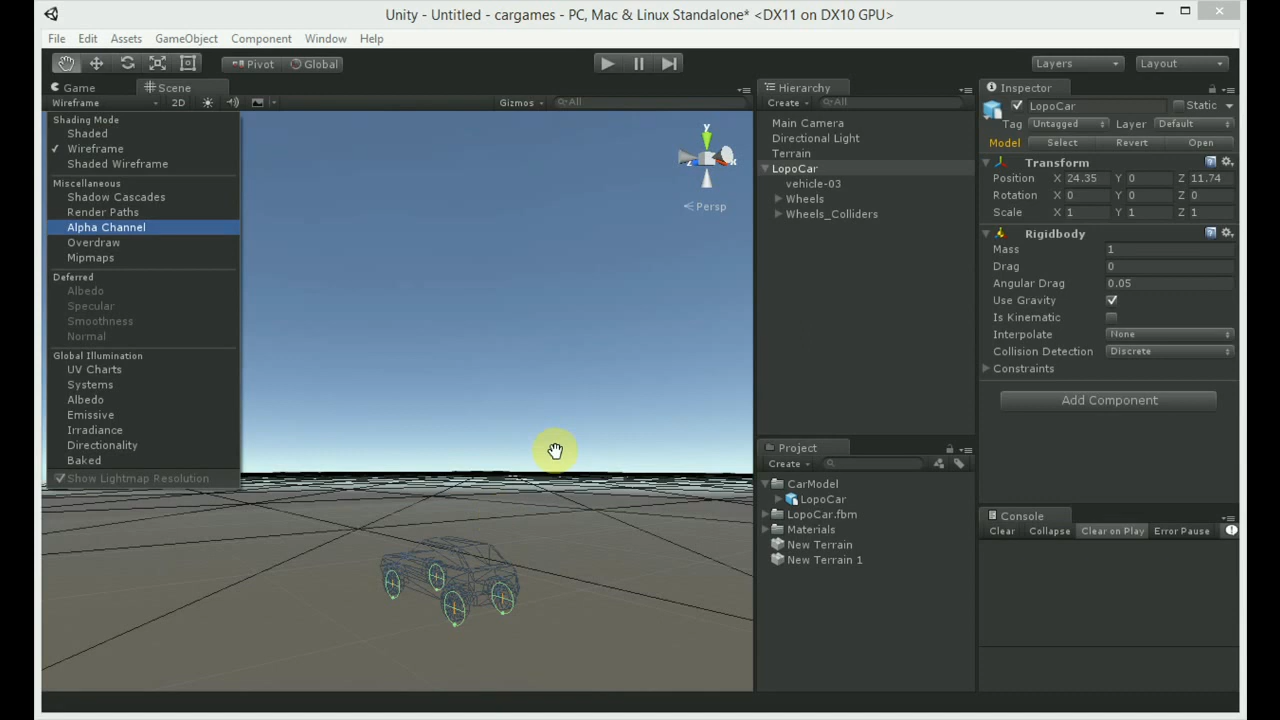 Unity - Untitled - cargames - PC, Mac & Linux Standalone* <DX11 on DX10 GPU>
File Edit Assets GameObject Component Window Help
Pivot Global Layers Layout
Game Scene
Wireframe 2D Gizmos All
Shading Mode
Shaded
Wireframe
Shaded Wireframe
Miscellaneous
Shadow Cascades
Render Paths
Alpha Channel
Overdraw
Mipmaps
Deferred
Albedo
Specular
Smoothness
Normal
Global Illumination
UV Charts
Systems
Albedo
Emissive
Irradiance
Directionality
Baked
Show Lightmap Resolution
y
z x
Persp
Hierarchy
Create All
Main Camera
Directional Light
Terrain
LopoCar
vehicle-03
Wheels
Wheels_Colliders
Project
Create
CarModel
LopoCar
LopoCar.fbm
Materials
New Terrain
New Terrain 1
Inspector
LopoCar Static
Tag Untagged Layer Default
Model Select Revert Open
Transform
Position X 24.35 Y 0 Z 11.74
Rotation X 0 Y 0 Z 0
Scale X 1 Y 1 Z 1
Rigidbody
Mass 1
Drag 0
Angular Drag 0.05
Use Gravity
Is Kinematic
Interpolate None
Collision Detection Discrete
Constraints
Add Component
Console
Clear Collapse Clear on Play Error Pause